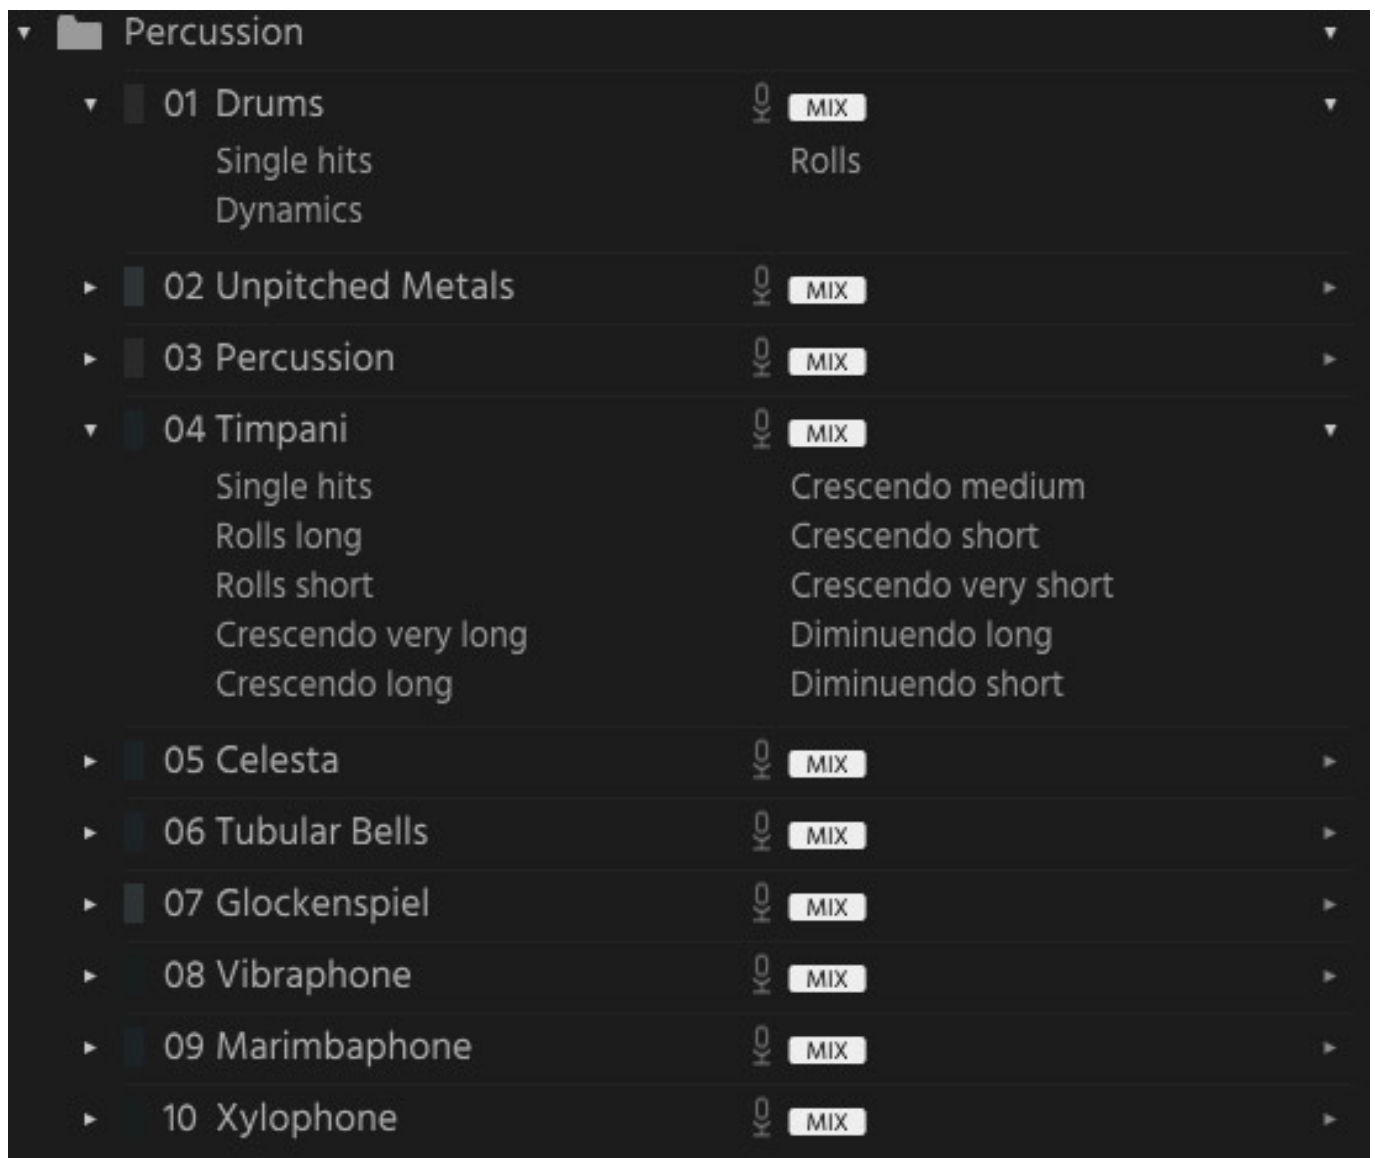 Percussion
01 Drums MIX
Single hits Rolls
Dynamics
02 Unpitched Metals MIX
03 Percussion MIX
04 Timpani MIX
Single hits Crescendo medium
Rolls long Crescendo short
Rolls short Crescendo very short
Crescendo very long Diminuendo long
Crescendo long Diminuendo short
05 Celesta MIX
06 Tubular Bells MIX
07 Glockenspiel MIX
08 Vibraphone MIX
09 Marimbaphone MIX
10 Xylophone MIX